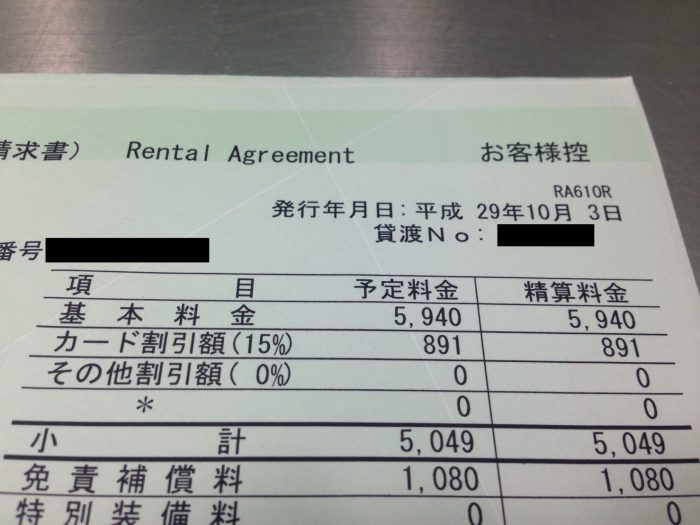 請求書) Rental Agreement お客様控
RA610R
発行年月日:平成 29年10月 3日
貸渡No:
番号
項 目 予定料金 精算料金
基本料金 5,940 5,940
カード割引額(15%) 891 891
その他割引額( 0%) 0 0
* 0 0
小 計 5,049 5,049
免責補償料 1,080 1,080
特別装備料 0 0